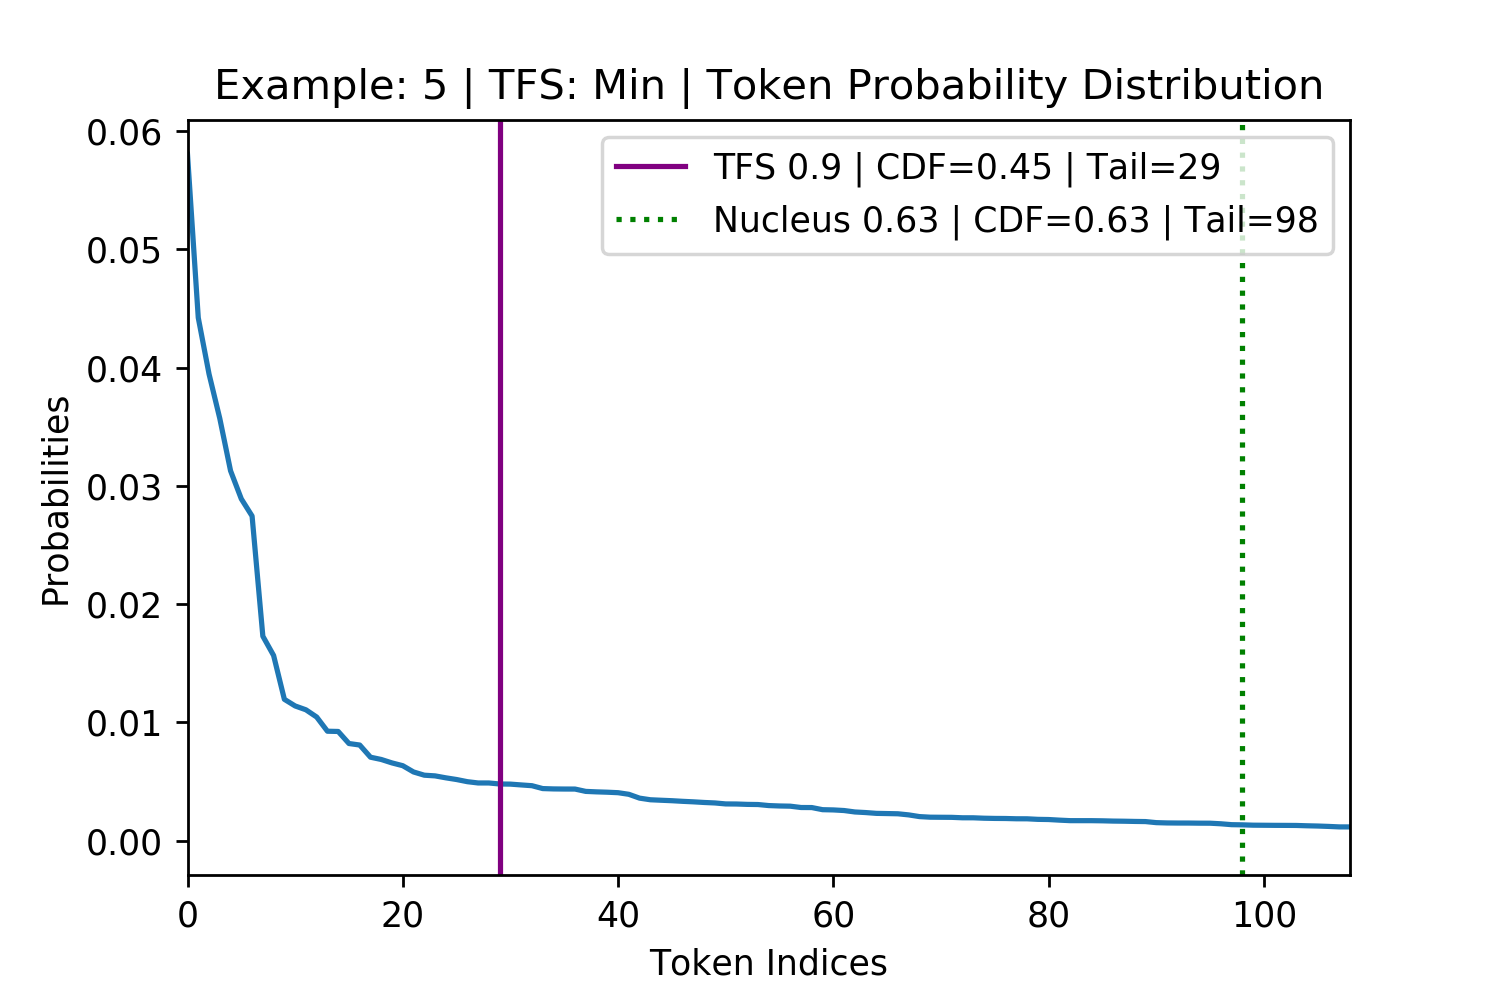 Example: 5 | TFS: Min | Token Probability Distribution
TFS 0.9 | CDF=0.45 | Tail=29
Nucleus 0.63 | CDF=0.63 | Tail=98
Probabilities
0.06
0.05
0.04
0.03
0.02
0.01
0.00
0 20 40 60 80 100
Token Indices